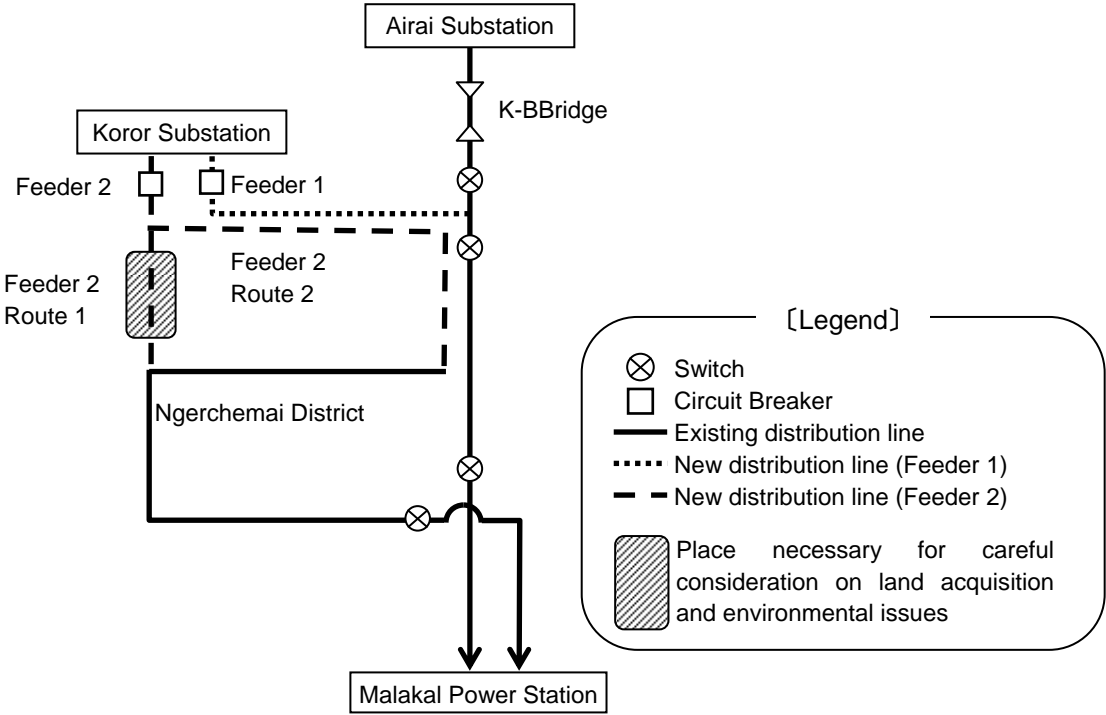 Airai Substation
K-BBridge
Koror Substation
Feeder 2
Feeder 1
Feeder 2
Route 2
Feeder 2
Route 1
Ngerchemai District
Malakal Power Station
〔Legend〕
Switch
Circuit Breaker
Existing distribution line
New distribution line (Feeder 1)
New distribution line (Feeder 2)
Place necessary for careful
consideration on land acquisition
and environmental issues